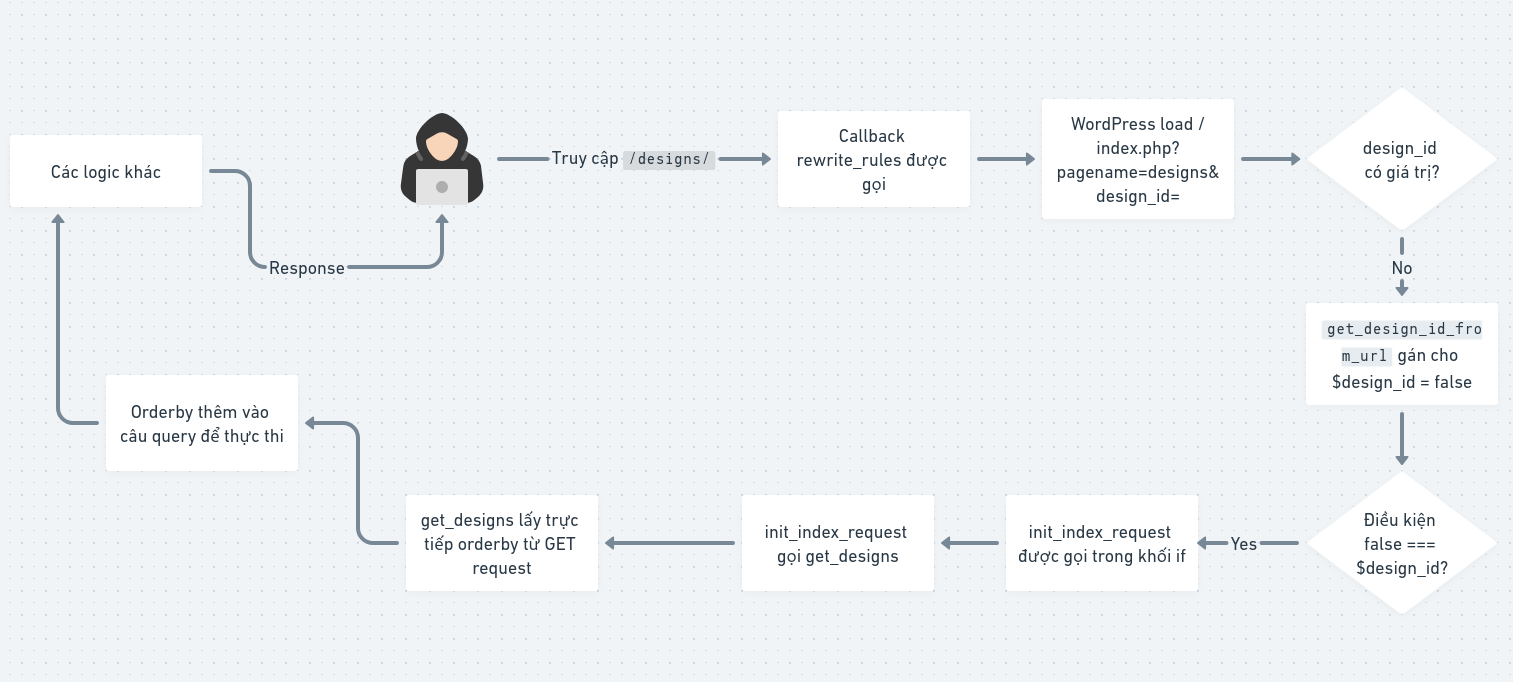 Các logic khác
Response
Truy cập /designs/
Callback
rewrite_rules được
gọi
WordPress load /
index.php?
pagename=designs&
design_id=
design_id
có giá trị?
No
get_design_id_fro
m_url gán cho
$design_id = false
Điều kiện
false ===
$design_id?
Yes
init_index_request
được gọi trong khối if
init_index_request
gọi get_designs
get_designs lấy trực
tiếp orderby từ GET
request
Orderby thêm vào
câu query để thực thi